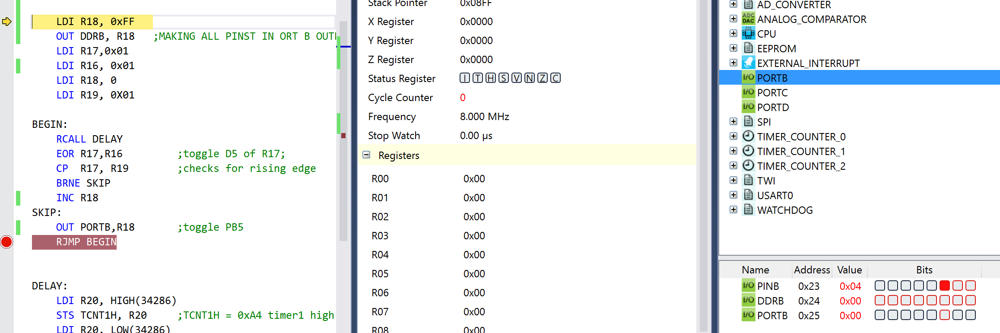 LDI R18, 0xFF
OUT DDRB, R18 ;MAKING ALL PINST IN ORT B OUT
LDI R17,0x01
LDI R16, 0x01
LDI R18, 0
LDI R19, 0X01
BEGIN:
RCALL DELAY
EOR R17,R16 ;toggle D5 of R17;
CP R17, R19 ;checks for rising edge
BRNE SKIP
INC R18
SKIP:
OUT PORTB,R18 ;toggle PB5
RJMP BEGIN
DELAY:
LDI R20, HIGH(34286)
STS TCNT1H, R20 ;TCNT1H = 0xA4 timer1 high
LDI R20, LOW(34286)
Stack Pointer 0x08FF
X Register 0x0000
Y Register 0x0000
Z Register 0x0000
Status Register I T H S V N Z C
Cycle Counter 0
Frequency 8.000 MHz
Stop Watch 0.00 µs
Registers
R00 0x00
R01 0x00
R02 0x00
R03 0x00
R04 0x00
R05 0x00
R06 0x00
R07 0x00
R08 0x00
AD_CONVERTER
ADC DAC ANALOG_COMPARATOR
CPU
EEPROM
EXTERNAL_INTERRUPT
I/O PORTB
I/O PORTC
I/O PORTD
SPI
TIMER_COUNTER_0
TIMER_COUNTER_1
TIMER_COUNTER_2
TWI
USART0
WATCHDOG
Name Address Value Bits
I/O PINB 0x23 0x04
I/O DDRB 0x24 0x00
I/O PORTB 0x25 0x00